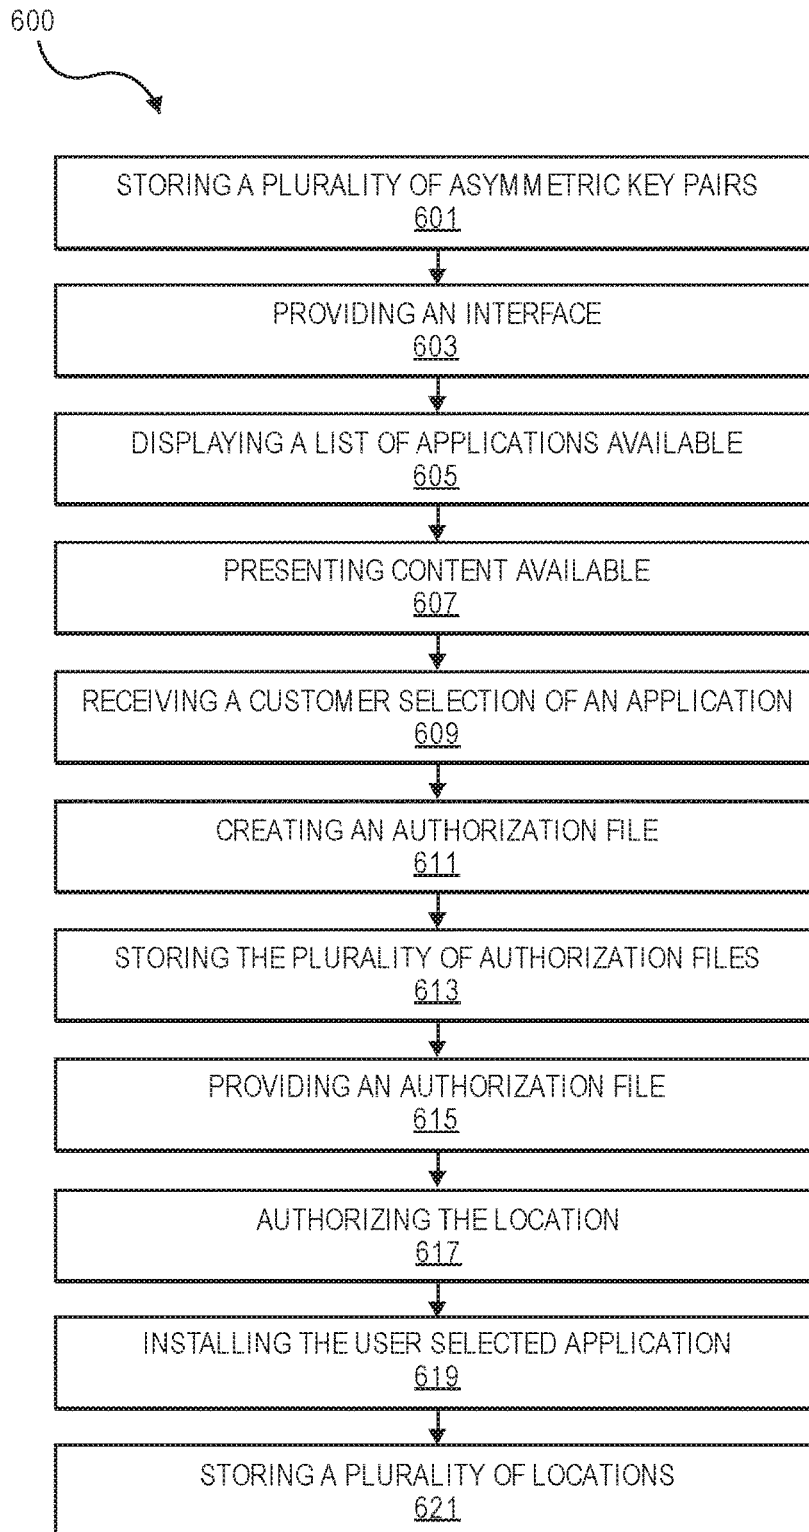 600
STORING A PLURALITY OF ASYMMETRIC KEY PAIRS
601
PROVIDING AN INTERFACE
603
DISPLAYING A LIST OF APPLICATIONS AVAILABLE
605
PRESENTING CONTENT AVAILABLE
607
RECEIVING A CUSTOMER SELECTION OF AN APPLICATION
609
CREATING AN AUTHORIZATION FILE
611
STORING THE PLURALITY OF AUTHORIZATION FILES
613
PROVIDING AN AUTHORIZATION FILE
615
AUTHORIZING THE LOCATION
617
INSTALLING THE USER SELECTED APPLICATION
619
STORING A PLURALITY OF LOCATIONS
621